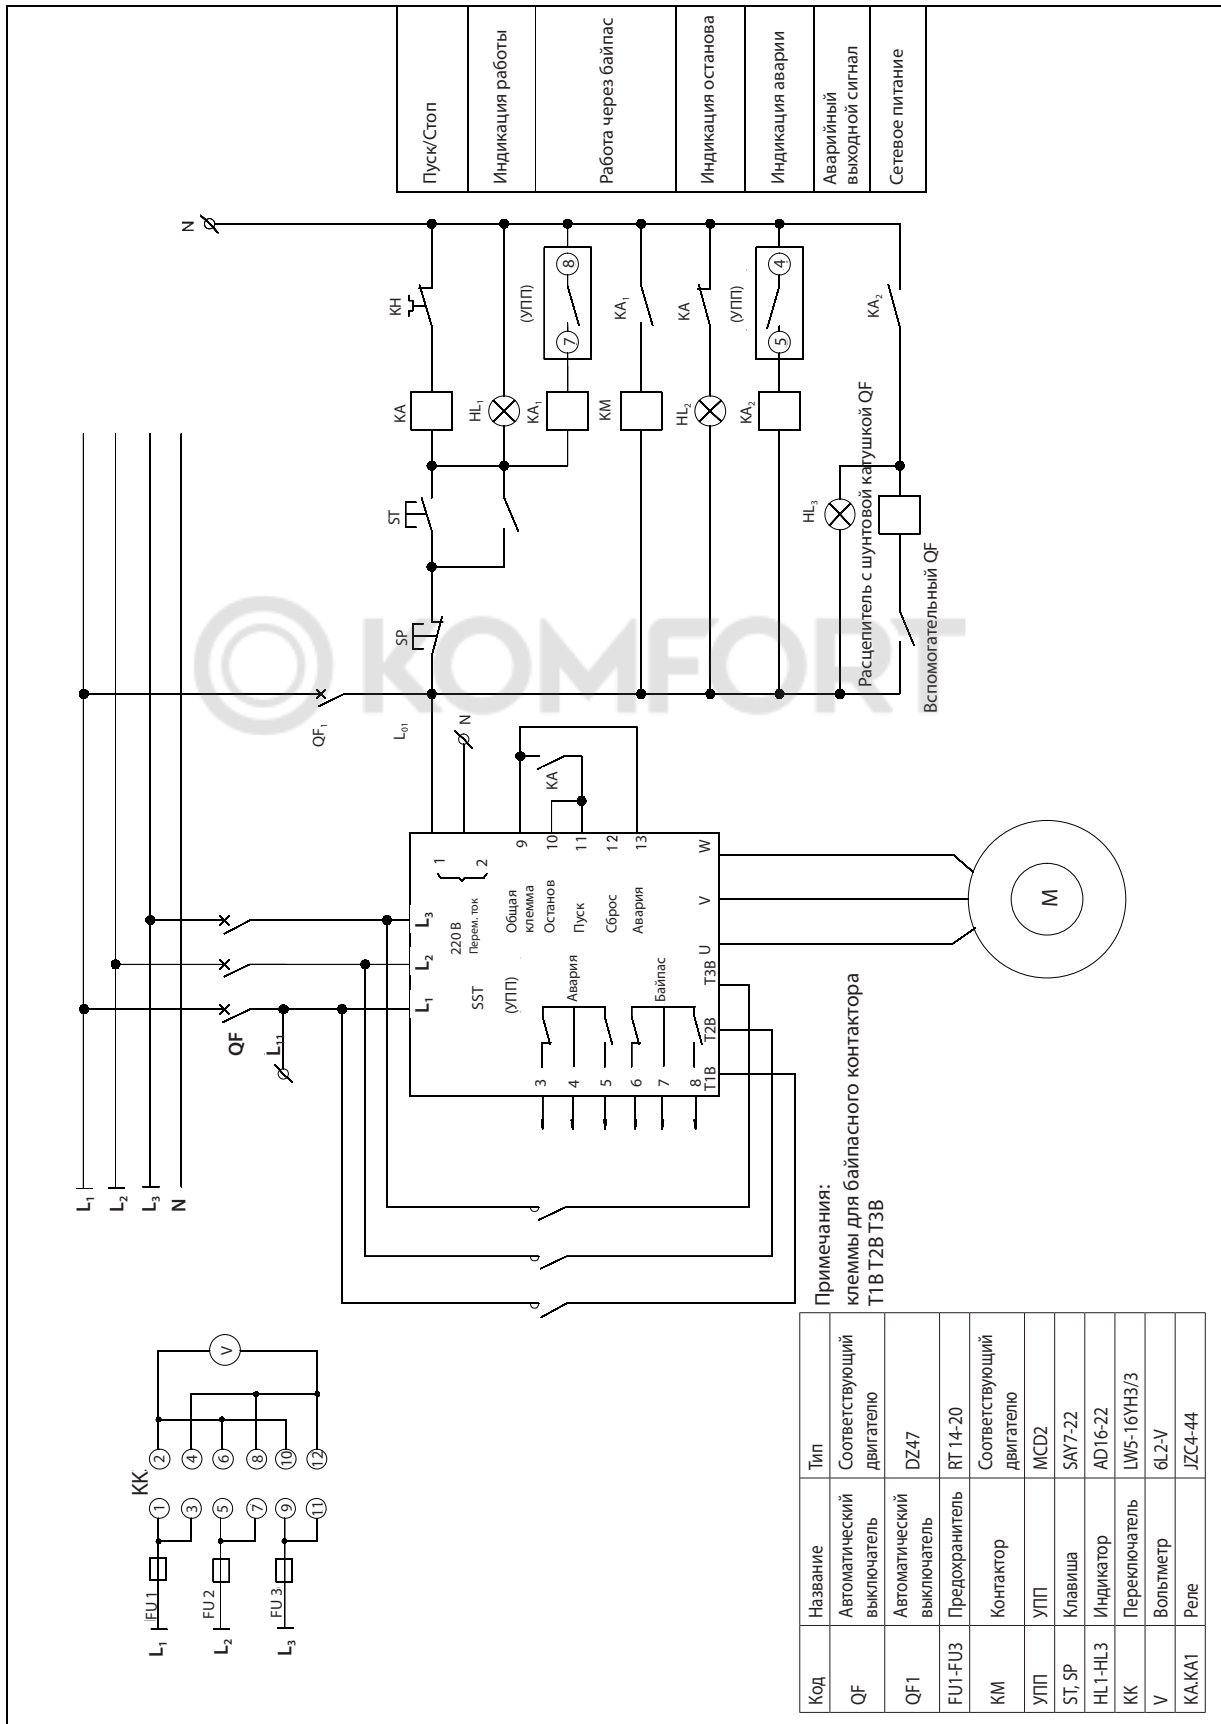 KK
FU 1
FU 2
FU 3
L₁
L₂
L₃
1
3
5
7
9
11
2
4
6
8
10
12
V
L₁
L₂
L₃
N
QF
L₁₁
QF₁
L₀₁
N
N
L₁
L₂
L₃
220 В
Перем. ток
1
2
SST
(УПП)
Общая
клемма
Останов
Пуск
Сброс
Авария
9
10
11
12
13
KA
Авария
Байпас
3
4
5
6
7
8
T1B
T2B
T3B
U
V
W
M
SP
ST
KA
KH
HL₁
KA₁
(УПП)
7
8
KM
KA₁
HL₂
KA
KA₂
(УПП)
5
4
HL₃
KA₂
Расцепитель с шунтовой катушкой QF
Вспомогательный QF
Пуск/Стоп
Индикация работы
Работа через байпас
Индикация останова
Индикация аварии
Аварийный
выходной сигнал
Сетевое питание
KOMFORT
Примечания:
клеммы для байпасного контактора
T1B T2B T3B
Код Название Тип
QF Автоматический Соответствующий
выключатель двигателю
QF1 Автоматический DZ47
выключатель
FU1-FU3 Предохранитель RT 14-20
KM Контактор Соответствующий
двигателю
УПП УПП MCD2
ST, SP Клавиша SAY7-22
HL1-HL3 Индикатор AD16-22
KK Переключатель LW5-16YH3/3
V Вольтметр 6L2-V
KA.KA1 Реле JZC4-44